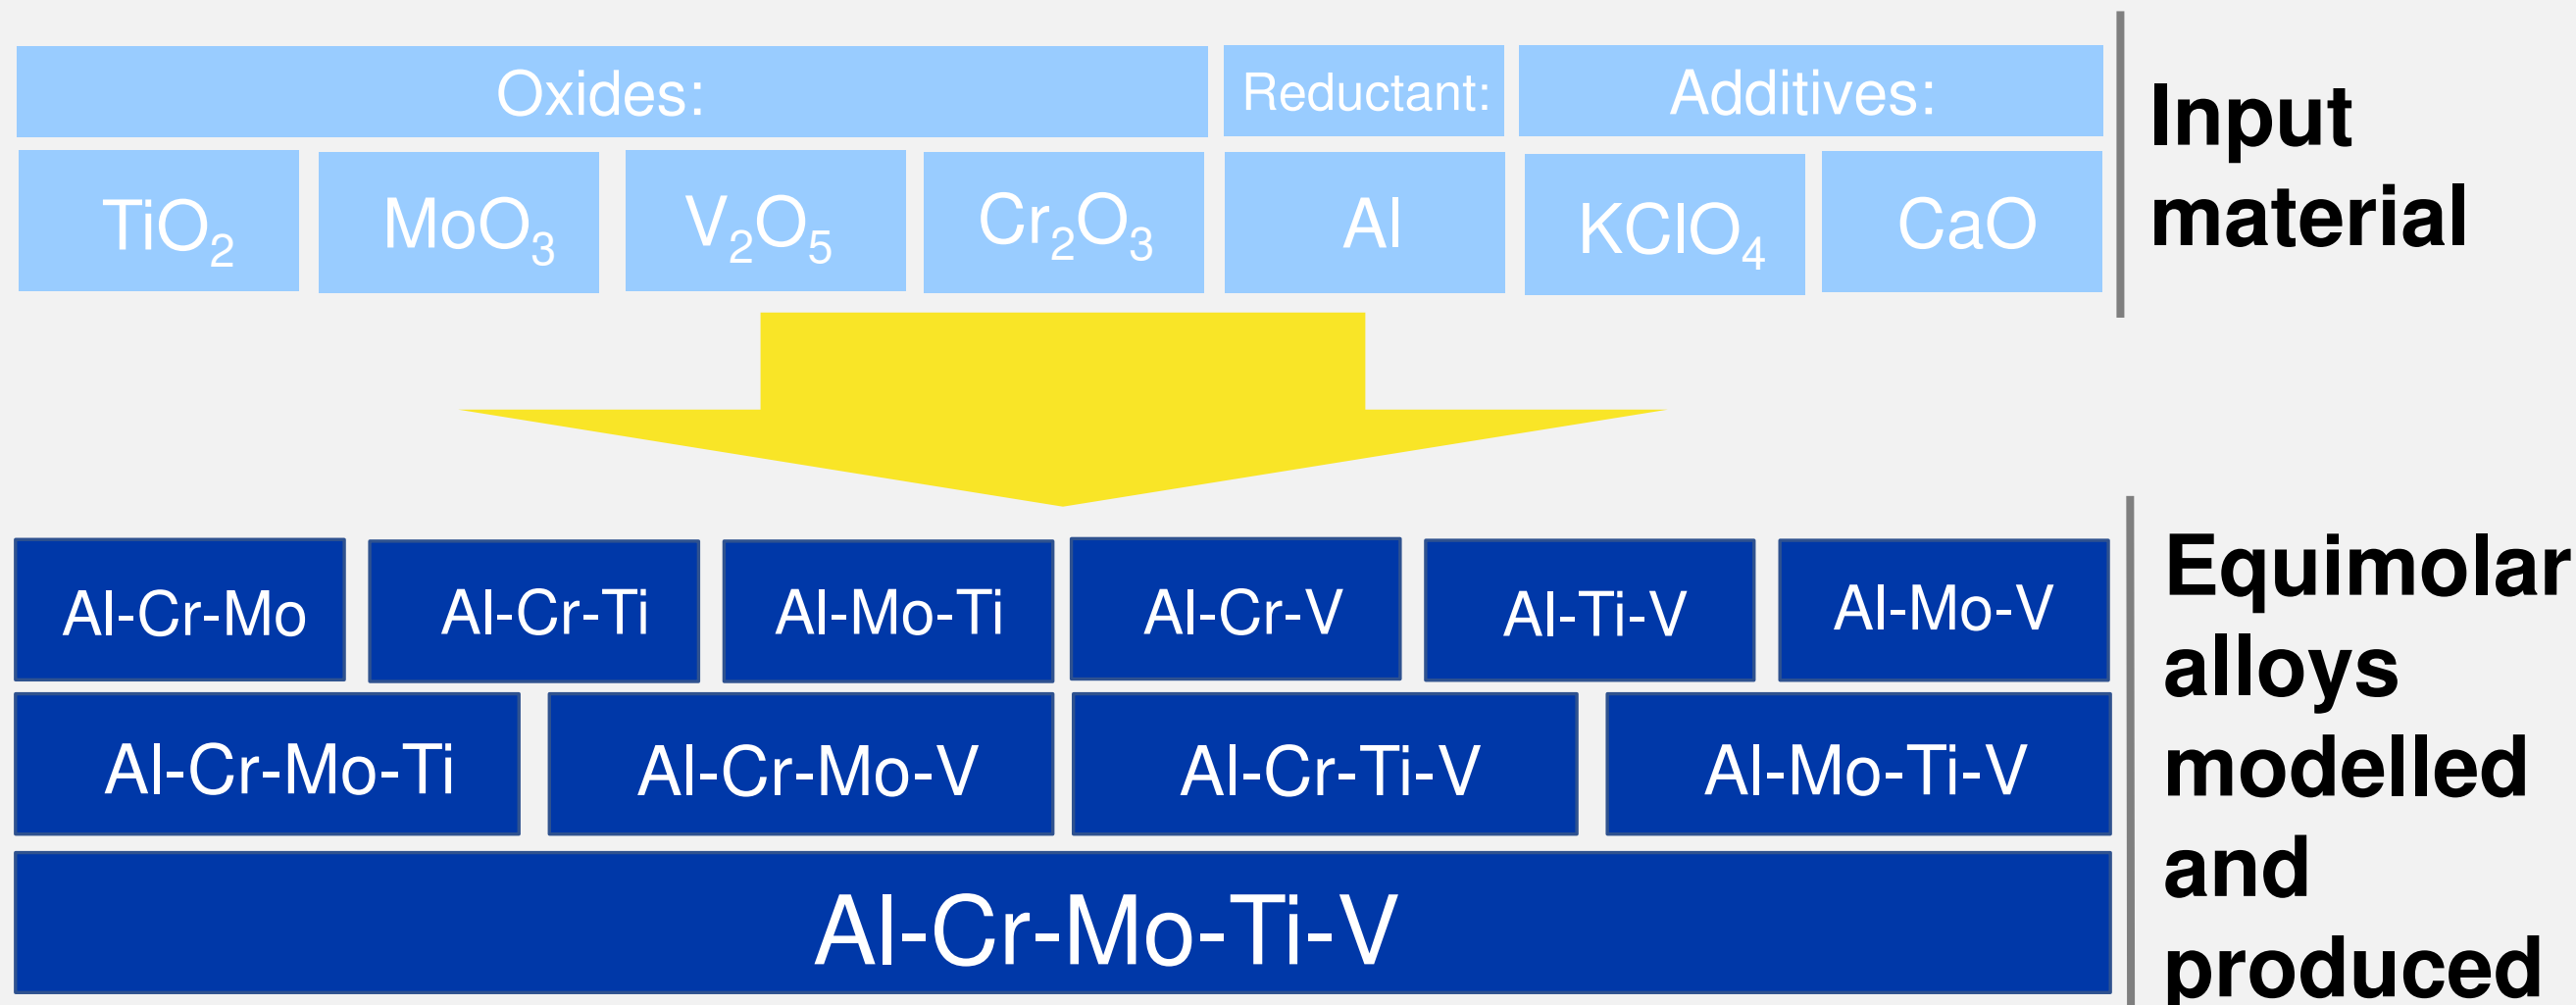 Oxides: Reductant: Additives:
TiO₂ MoO₃ V₂O₅ Cr₂O₃ Al KClO₄ CaO
Input
material
Al-Cr-Mo Al-Cr-Ti Al-Mo-Ti Al-Cr-V Al-Ti-V Al-Mo-V
Al-Cr-Mo-Ti Al-Cr-Mo-V Al-Cr-Ti-V Al-Mo-Ti-V
Al-Cr-Mo-Ti-V
Equimolar
alloys
modelled
and
produced